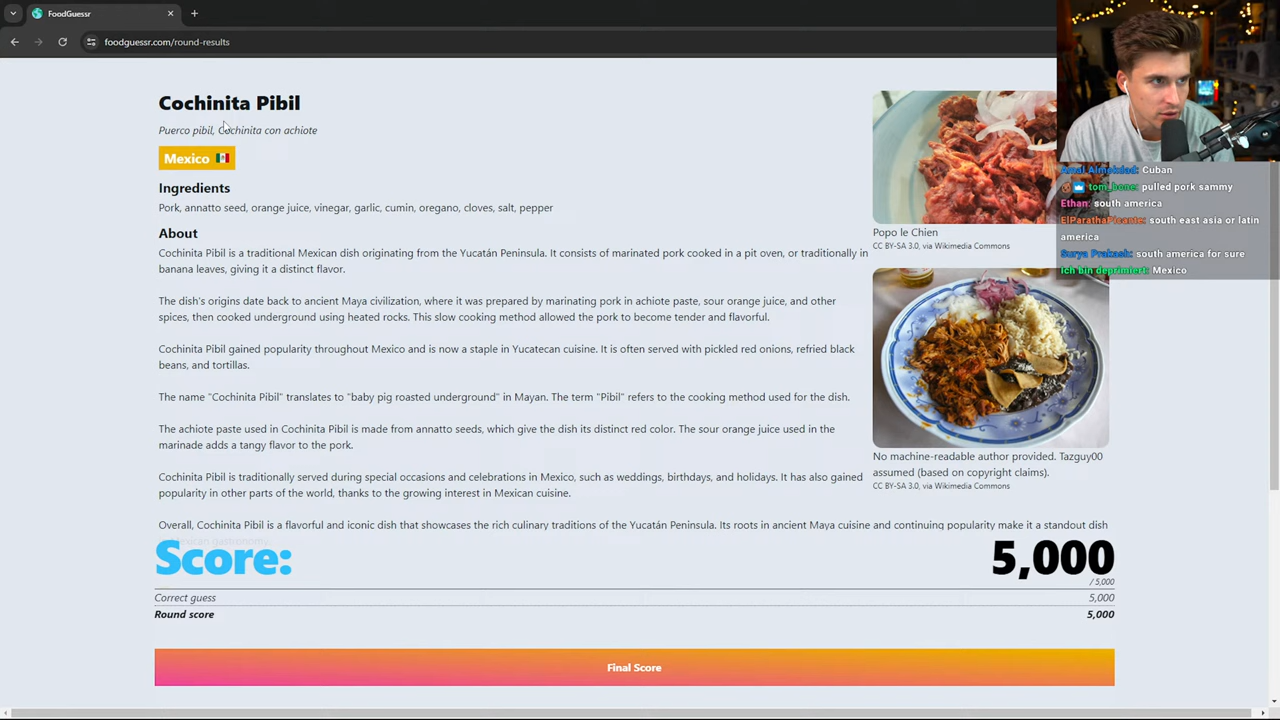 FoodGuessr
foodguessr.com/round-results
Cochinita Pibil
Puerco pibil, Cochinita con achiote
Mexico
Ingredients
Pork, annatto seed, orange juice, vinegar, garlic, cumin, oregano, cloves, salt, pepper
About
Cochinita Pibil is a traditional Mexican dish originating from the Yucatán Peninsula. It consists of marinated pork cooked in a pit oven, or traditionally in
banana leaves, giving it a distinct flavor.
The dish's origins date back to ancient Maya civilization, where it was prepared by marinating pork in achiote paste, sour orange juice, and other
spices, then cooked underground using heated rocks. This slow cooking method allowed the pork to become tender and flavorful.
Cochinita Pibil gained popularity throughout Mexico and is now a staple in Yucatecan cuisine. It is often served with pickled red onions, refried black
beans, and tortillas.
The name "Cochinita Pibil" translates to "baby pig roasted underground" in Mayan. The term "Pibil" refers to the cooking method used for the dish.
The achiote paste used in Cochinita Pibil is made from annatto seeds, which give the dish its distinct red color. The sour orange juice used in the
marinade adds a tangy flavor to the pork.
Cochinita Pibil is traditionally served during special occasions and celebrations in Mexico, such as weddings, birthdays, and holidays. It has also gained
popularity in other parts of the world, thanks to the growing interest in Mexican cuisine.
Overall, Cochinita Pibil is a flavorful and iconic dish that showcases the rich culinary traditions of the Yucatán Peninsula. Its roots in ancient Maya cuisine and continuing popularity make it a standout dish
Popo le Chien
CC BY-SA 3.0, via Wikimedia Commons
No machine-readable author provided. Tazguy00
assumed (based on copyright claims).
CC BY-SA 3.0, via Wikimedia Commons
Amal Almokdad: Cuban
tom_bene: pulled pork sammy
Ethan: south america
ElParathaPicante: south east asia or latin
america
Surya Prakash: south america for sure
Ich bin deprimiert: Mexico
Score:
5,000
/ 5,000
Correct guess
5,000
Round score
5,000
Final Score